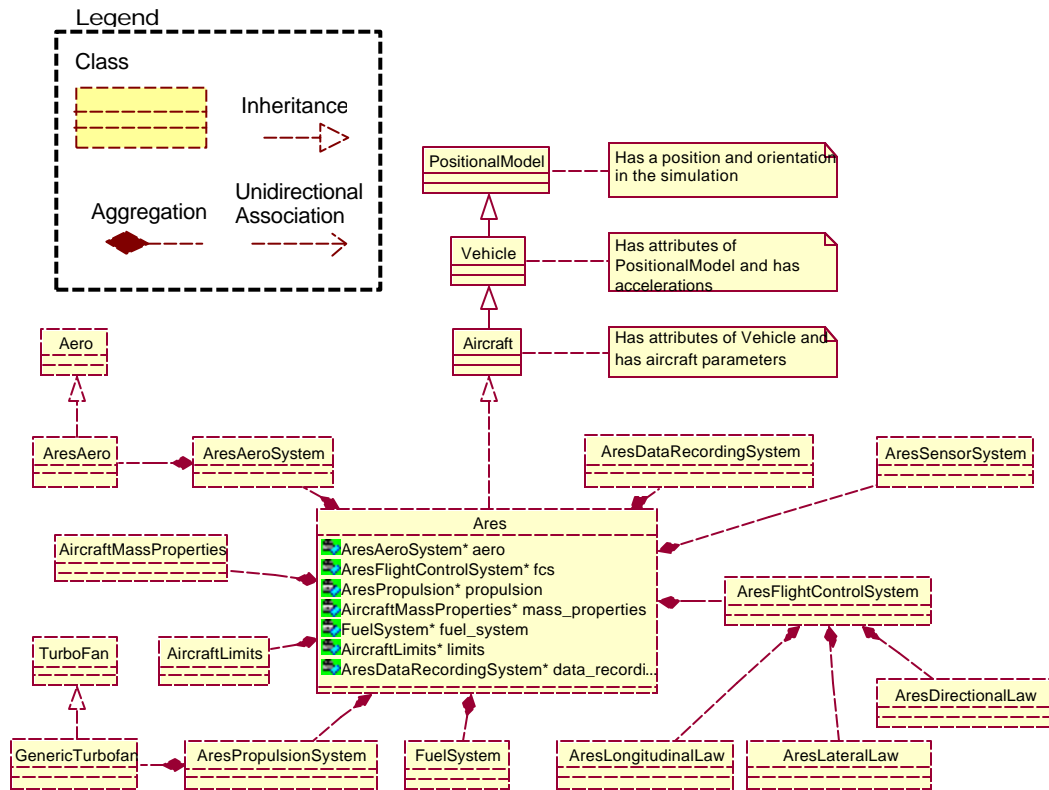 Legend
Class
Inheritance
Aggregation
Unidirectional
Association
PositionalModel
Has a position and orientation
in the simulation
Vehicle
Has attributes of
PositionalModel and has
accelerations
Aircraft
Has attributes of Vehicle and
has aircraft parameters
Aero
AresAero
AresAeroSystem
AresDataRecordingSystem
AresSensorSystem
Ares
AresAeroSystem* aero
AresFlightControlSystem* fcs
AresPropulsion* propulsion
AircraftMassProperties* mass_properties
FuelSystem* fuel_system
AircraftLimits* limits
AresDataRecordingSystem* data_recordi...
AircraftMassProperties
AresFlightControlSystem
TurboFan
AircraftLimits
AresDirectionalLaw
GenericTurbofan
AresPropulsionSystem
FuelSystem
AresLongitudinalLaw
AresLateralLaw